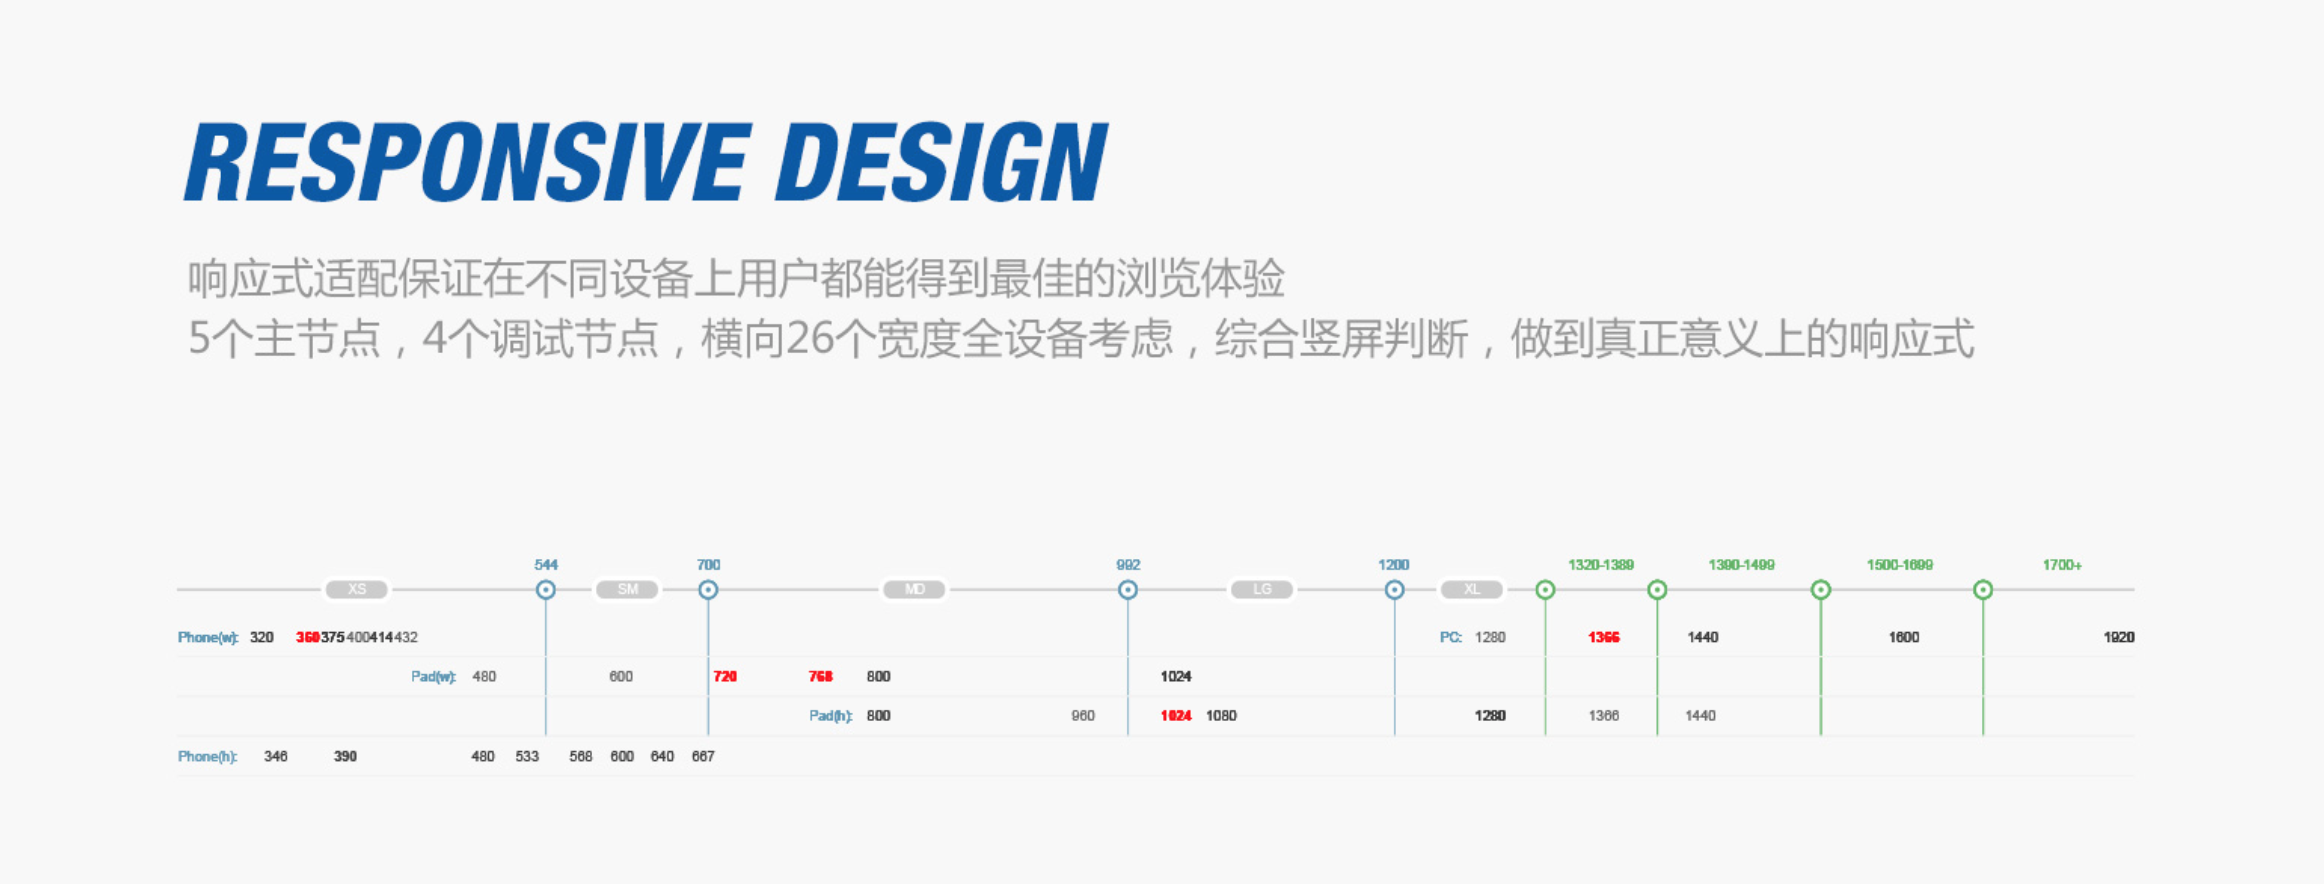 RESPONSIVE DESIGN
响应式适配保证在不同设备上用户都能得到最佳的浏览体验
5个主节点，4个调试节点，横向26个宽度全设备考虑，综合竖屏判断，做到真正意义上的响应式
544 700 992 1200 1320-1389 1390-1499 1500-1699 1700+
XS SM MD LG XL
Phone(w): 320 360 375 400 414 432 PC: 1280 1366 1440 1600 1920
Pad(w): 480 600 720 768 800 1024
Pad(h): 800 960 1024 1080 1280 1366 1440
Phone(h): 346 390 480 533 568 600 640 667